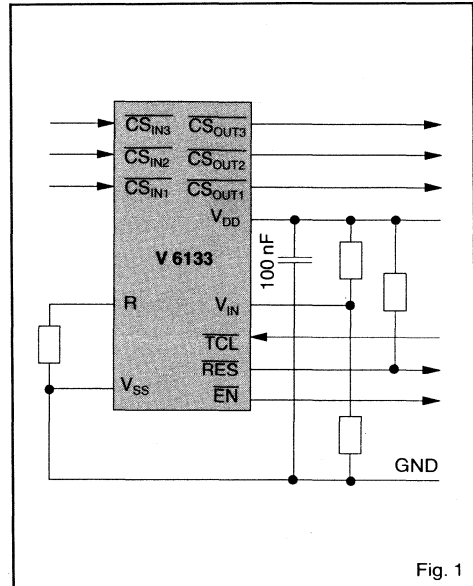 CS_IN3 CS_OUT3
CS_IN2 CS_OUT2
CS_IN1 CS_OUT1
V_DD
100 nF
V 6133
R V_IN
TCL
RES
V_SS
EN
GND
Fig. 1